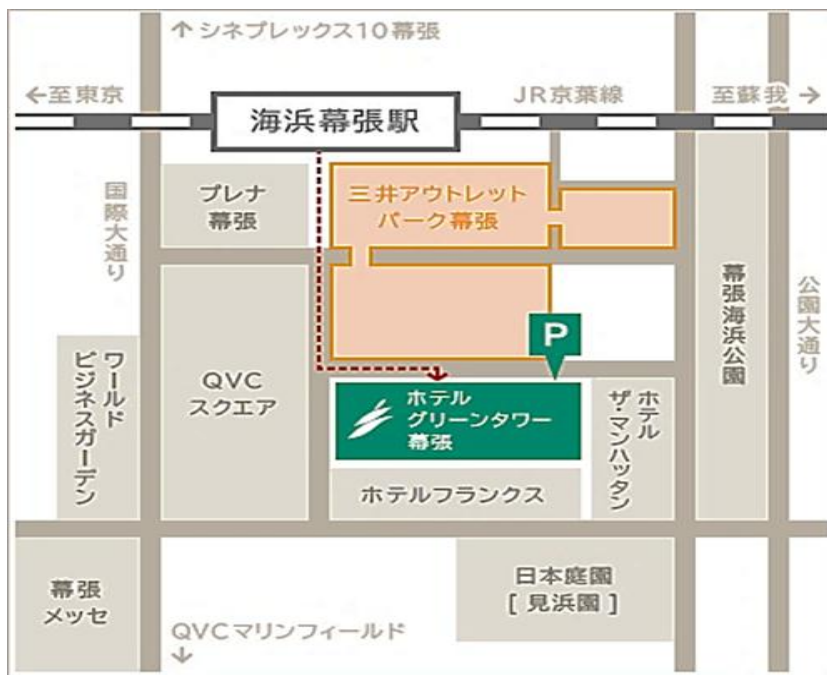 ↑シネプレックス10幕張
←至東京
JR京葉線
至蘇我→
海浜幕張駅
国際大通り
プレナ
幕張
三井アウトレット
パーク幕張
幕張海浜公園
公園大通り
P
ワールド
ビジネスガーデン
QVC
スクエア
ホテル
グリーンタワー
幕張
ホテル
ザ・マンハッタン
ホテルフランクス
幕張
メッセ
日本庭園
[見浜園]
QVCマリンフィールド
↓